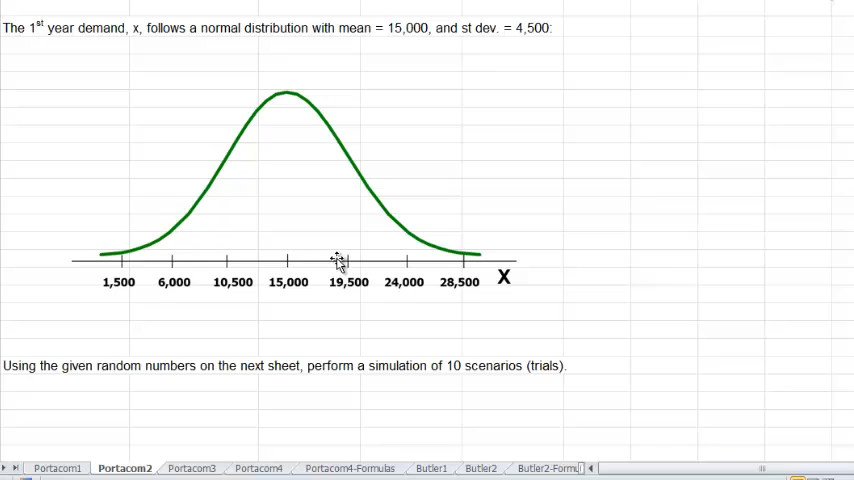 The 1st year demand, x, follows a normal distribution with mean = 15,000, and st dev. = 4,500:
1,500 6,000 10,500 15,000 19,500 24,000 28,500 X
Using the given random numbers on the next sheet, perform a simulation of 10 scenarios (trials).
Portacom1 Portacom2 Portacom3 Portacom4 Portacom4-Formulas Butler1 Butler2 Butler2-Formu